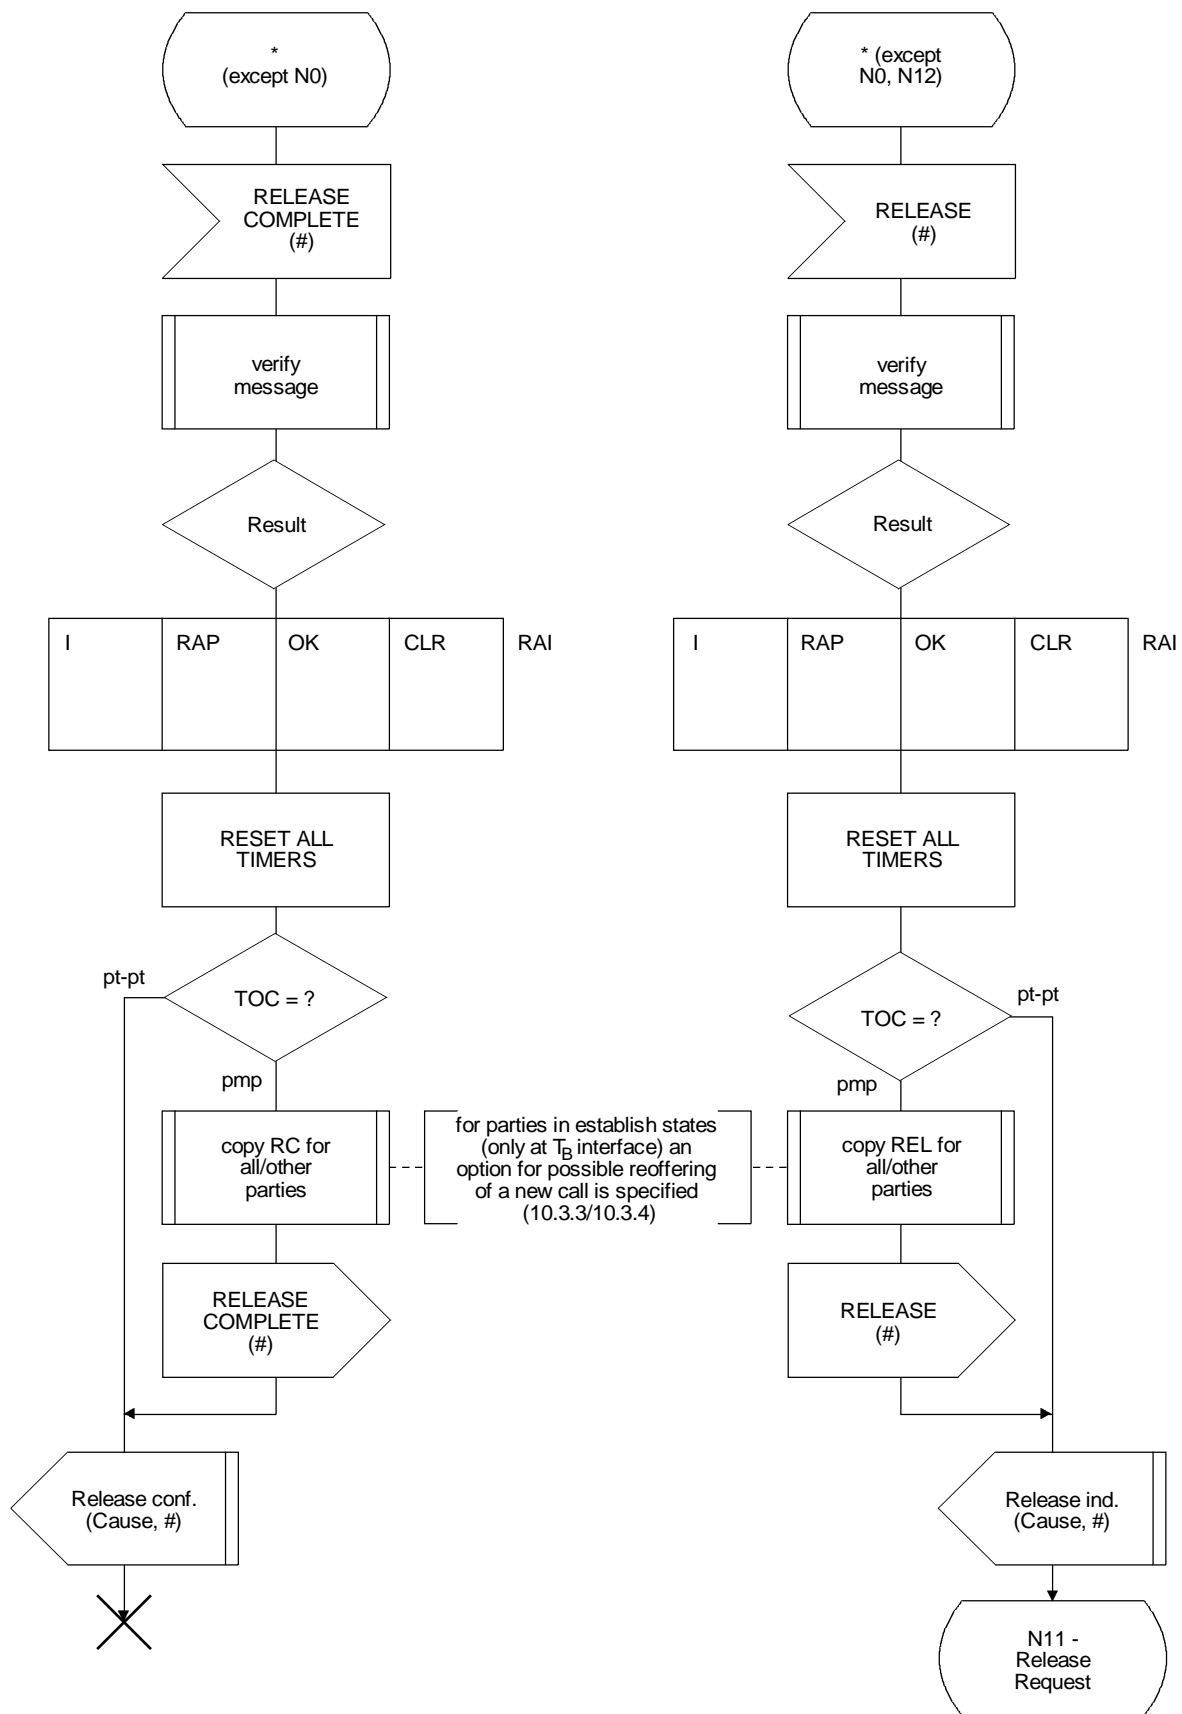 *
(except N0)
RELEASE
COMPLETE
(#)
verify
message
Result
I RAP OK CLR RAI
RESET ALL
TIMERS
pt-pt
TOC = ?
pmp
copy RC for
all/other
parties
RELEASE
COMPLETE
(#)
Release conf.
(Cause, #)
for parties in establish states
(only at TB interface) an
option for possible reoffering
of a new call is specified
(10.3.3/10.3.4)
* (except
N0, N12)
RELEASE
(#)
verify
message
Result
I RAP OK CLR RAI
RESET ALL
TIMERS
pt-pt
TOC = ?
pmp
copy REL for
all/other
parties
RELEASE
(#)
Release ind.
(Cause, #)
N11 -
Release
Request